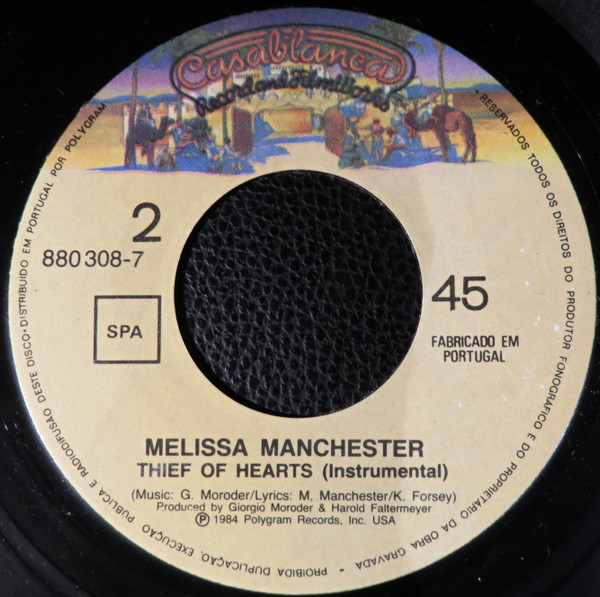 Casablanca
Record and FilmWorks
2
880 308-7
SPA
45
FABRICADO EM
PORTUGAL
MELISSA MANCHESTER
THIEF OF HEARTS (Instrumental)
(Music: G. Moroder/Lyrics: M. Manchester/K. Forsey)
Produced by Giorgio Moroder & Harold Faltermeyer
Ⓟ 1984 Polygram Records, Inc. USA
• RESERVADOS TODOS OS DIREITOS DO PRODUTOR FONOGRÁFICO E DO PROPRIETÁRIO DA OBRA GRAVADA • PROIBIDA DUPLICAÇÃO, EXECUÇÃO PÚBLICA E RADIODIFUSÃO DESTE DISCO • DISTRIBUIDO EM PORTUGAL POR POLYGRAM